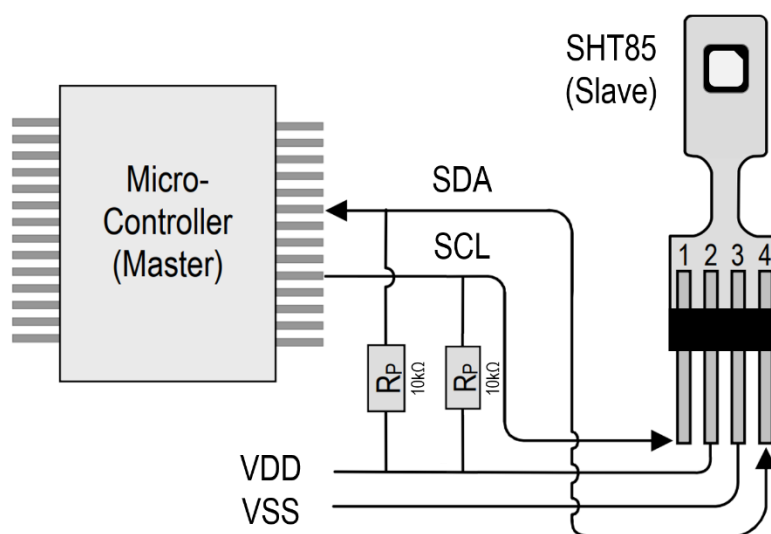 SHT85
(Slave)
Micro-
Controller
(Master)
SDA
SCL
1 2 3 4
RP
10kΩ
RP
10kΩ
VDD
VSS